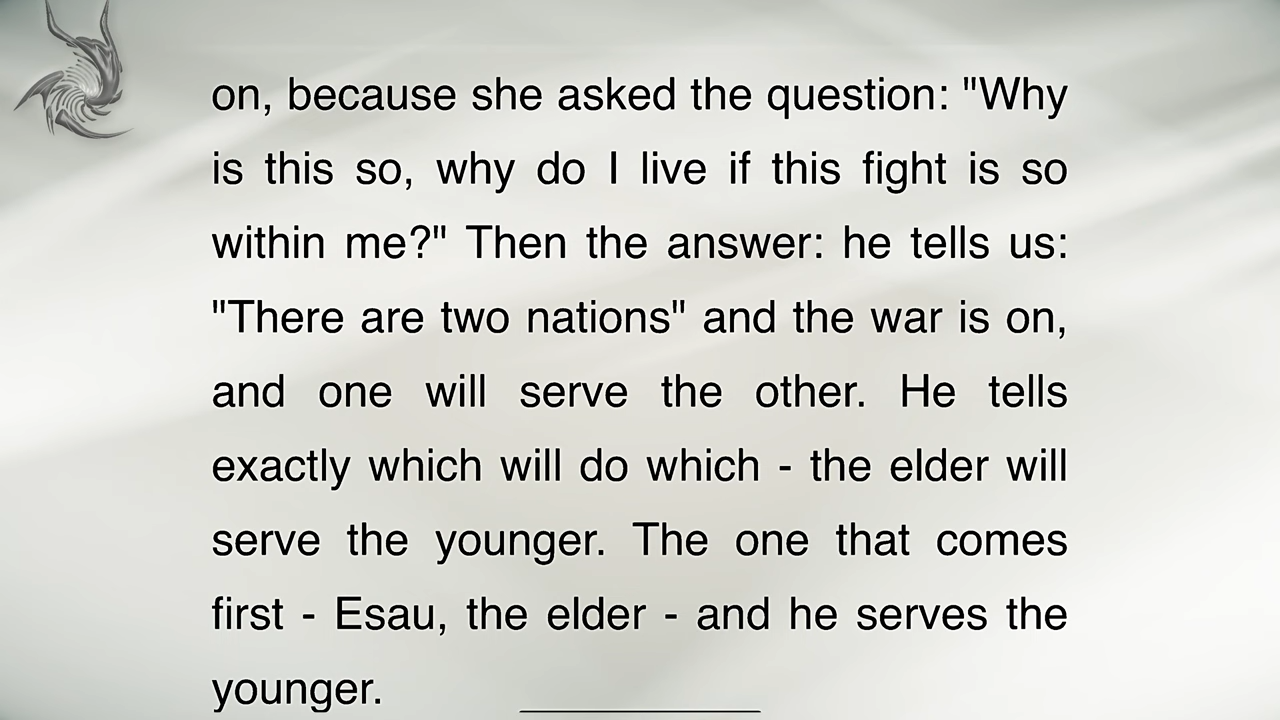 on, because she asked the question: "Why
is this so, why do I live if this fight is so
within me?" Then the answer: he tells us:
"There are two nations" and the war is on,
and one will serve the other. He tells
exactly which will do which - the elder will
serve the younger. The one that comes
first - Esau, the elder - and he serves the
younger.